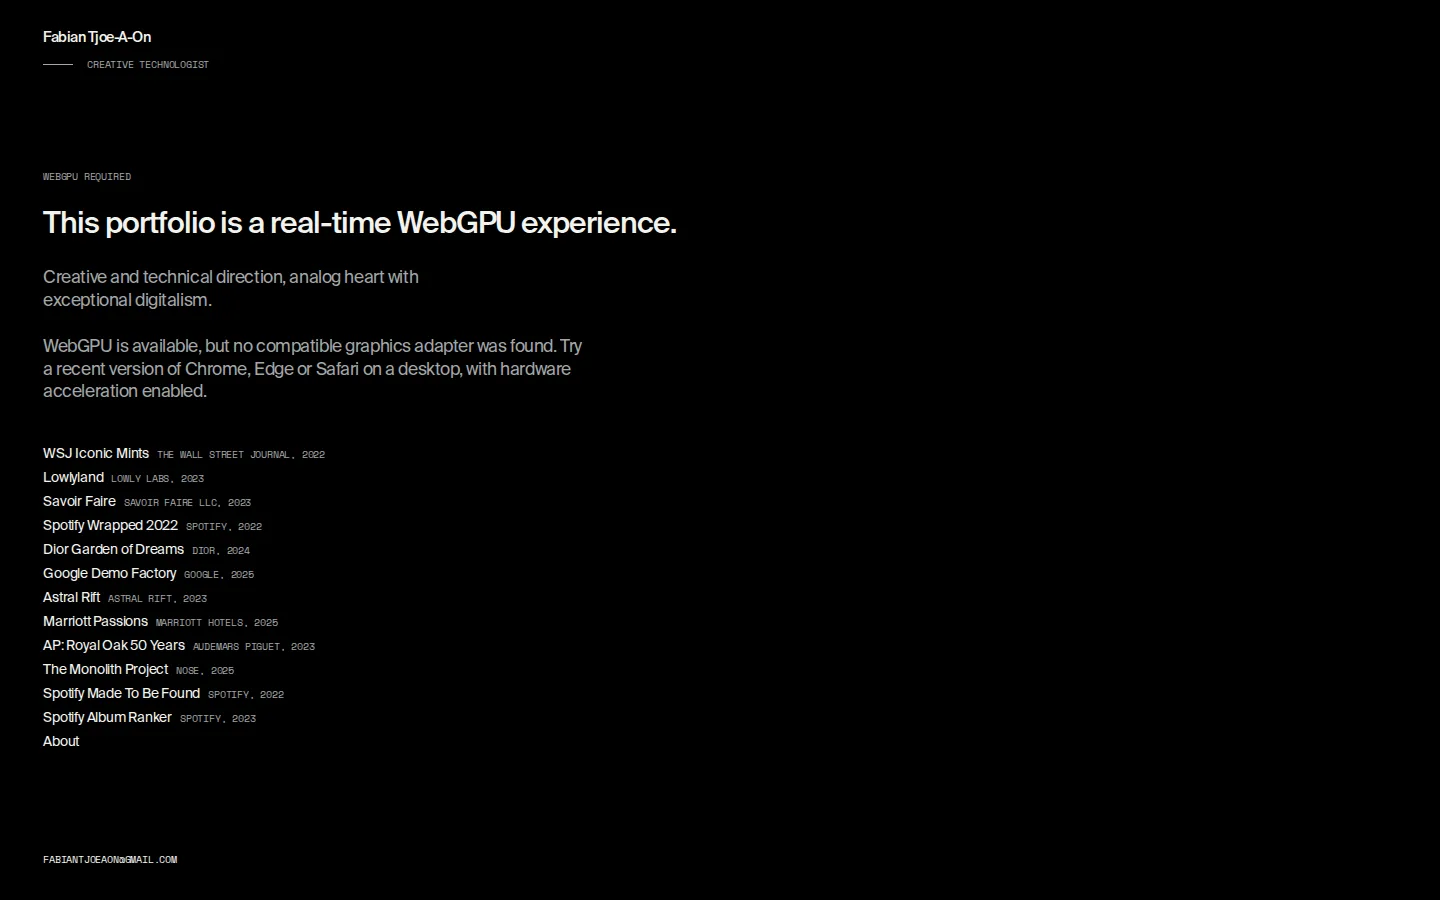 Fabian Tjoe-A-On
CREATIVE TECHNOLOGIST
WEBGPU REQUIRED
This portfolio is a real-time WebGPU experience.
Creative and technical direction, analog heart with
exceptional digitalism.
WebGPU is available, but no compatible graphics adapter was found. Try
a recent version of Chrome, Edge or Safari on a desktop, with hardware
acceleration enabled.
WSJ Iconic Mints THE WALL STREET JOURNAL, 2022
Lowlyland LOWLY LABS, 2023
Savoir Faire SAVOIR FAIRE LLC, 2023
Spotify Wrapped 2022 SPOTIFY, 2022
Dior Garden of Dreams DIOR, 2024
Google Demo Factory GOOGLE, 2025
Astral Rift ASTRAL RIFT, 2023
Marriott Passions MARRIOTT HOTELS, 2025
AP: Royal Oak 50 Years AUDEMARS PIGUET, 2023
The Monolith Project NOSE, 2025
Spotify Made To Be Found SPOTIFY, 2022
Spotify Album Ranker SPOTIFY, 2023
About
FABIANTJOEAON@GMAIL.COM